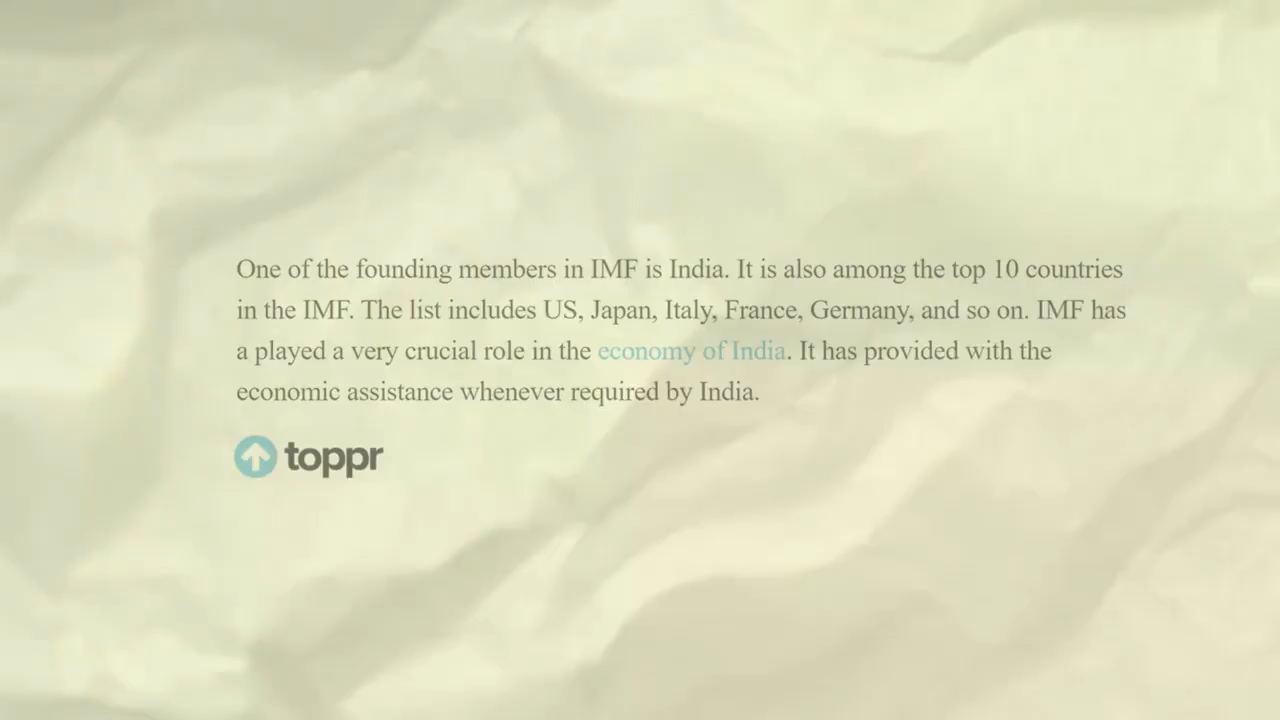 One of the founding members in IMF is India. It is also among the top 10 countries
in the IMF. The list includes US, Japan, Italy, France, Germany, and so on. IMF has
a played a very crucial role in the economy of India. It has provided with the
economic assistance whenever required by India.
toppr